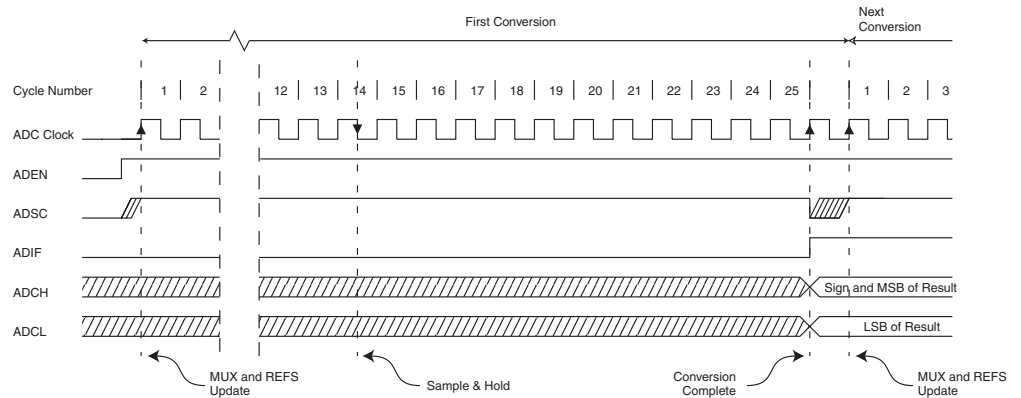 First Conversion
Next
Conversion
Cycle Number
1 2 12 13 14 15 16 17 18 19 20 21 22 23 24 25 1 2 3
ADC Clock
ADEN
ADSC
ADIF
ADCH
Sign and MSB of Result
ADCL
LSB of Result
MUX and REFS
Update
Sample & Hold
Conversion
Complete
MUX and REFS
Update